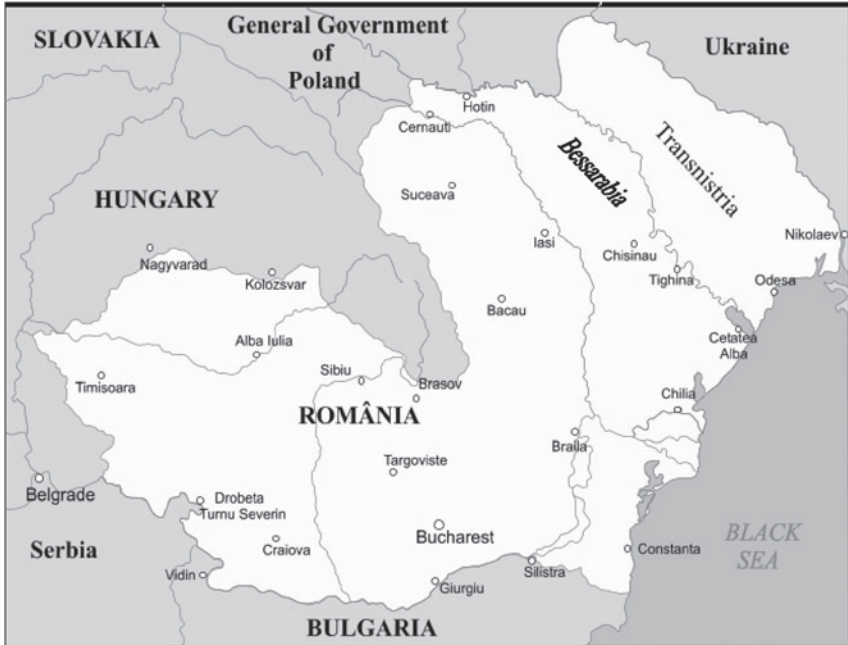 SLOVAKIA
General Government
of
Poland
Ukraine
Hotin
Cernauti
Bessarabia
Transnistria
Suceava
HUNGARY
Iasi
Chisinau
Nikolaev
Nagyvarad
Kolozsvar
Tighina
Odesa
Bacau
Alba Iulia
Cetatea
Alba
Sibiu
Timisoara
Brasov
Chilia
ROMÂNIA
Braila
Targoviste
Belgrade
Drobeta
Turnu Severin
Bucharest
BLACK
SEA
Serbia
Craiova
Constanta
Vidin
Silistra
Giurgiu
BULGARIA